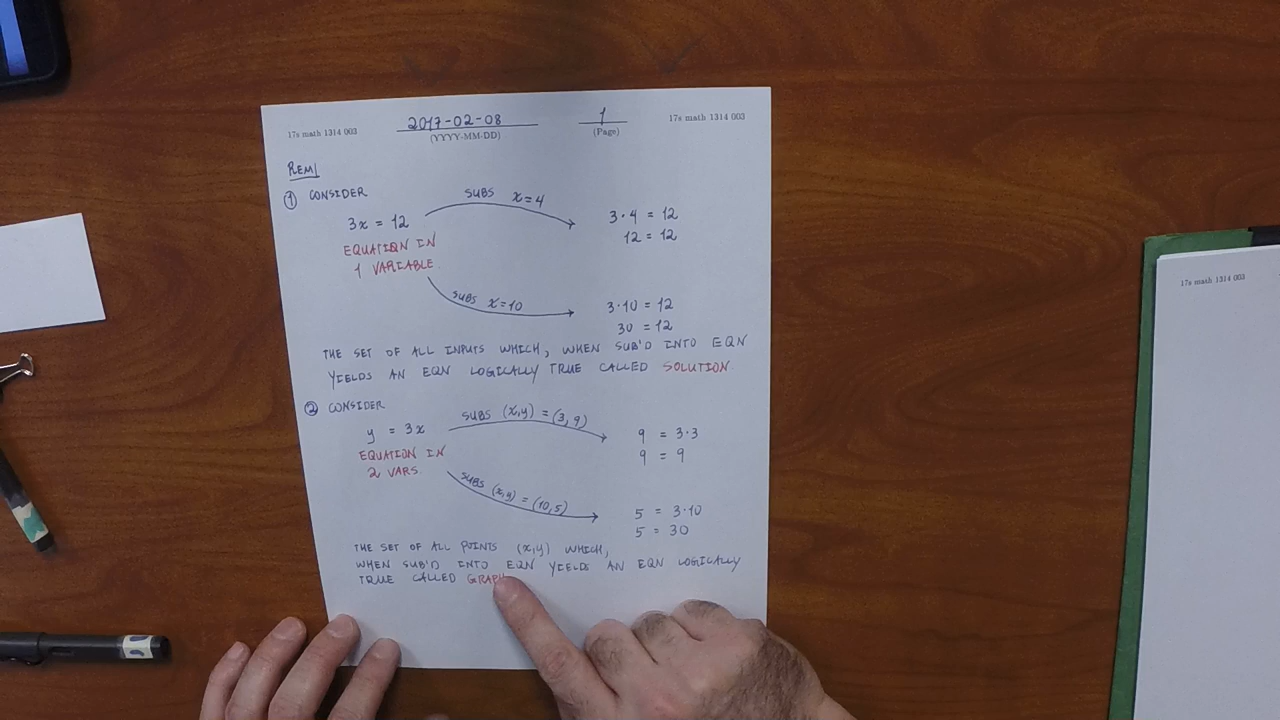 17s math 1314 003
2017-02-08
(YYYY-MM-DD)
1
(Page)
17s math 1314 003
REM
① CONSIDER
3x = 12
EQUATION IN
1 VARIABLE
SUBS x=4
3·4 = 12
12 = 12
SUBS x=10
3·10 = 12
30 = 12
THE SET OF ALL INPUTS WHICH, WHEN SUB'D INTO EQN
YIELDS AN EQN LOGICALLY TRUE CALLED SOLUTION.
② CONSIDER
y = 3x
EQUATION IN
2 VARS.
SUBS (x,y) = (3,9)
9 = 3·3
9 = 9
SUBS (x,y) = (10,5)
5 = 3·10
5 = 30
THE SET OF ALL POINTS (x,y) WHICH,
WHEN SUB'D INTO EQN YIELDS AN EQN LOGICALLY
TRUE CALLED GRAPH
17s math 1314 003